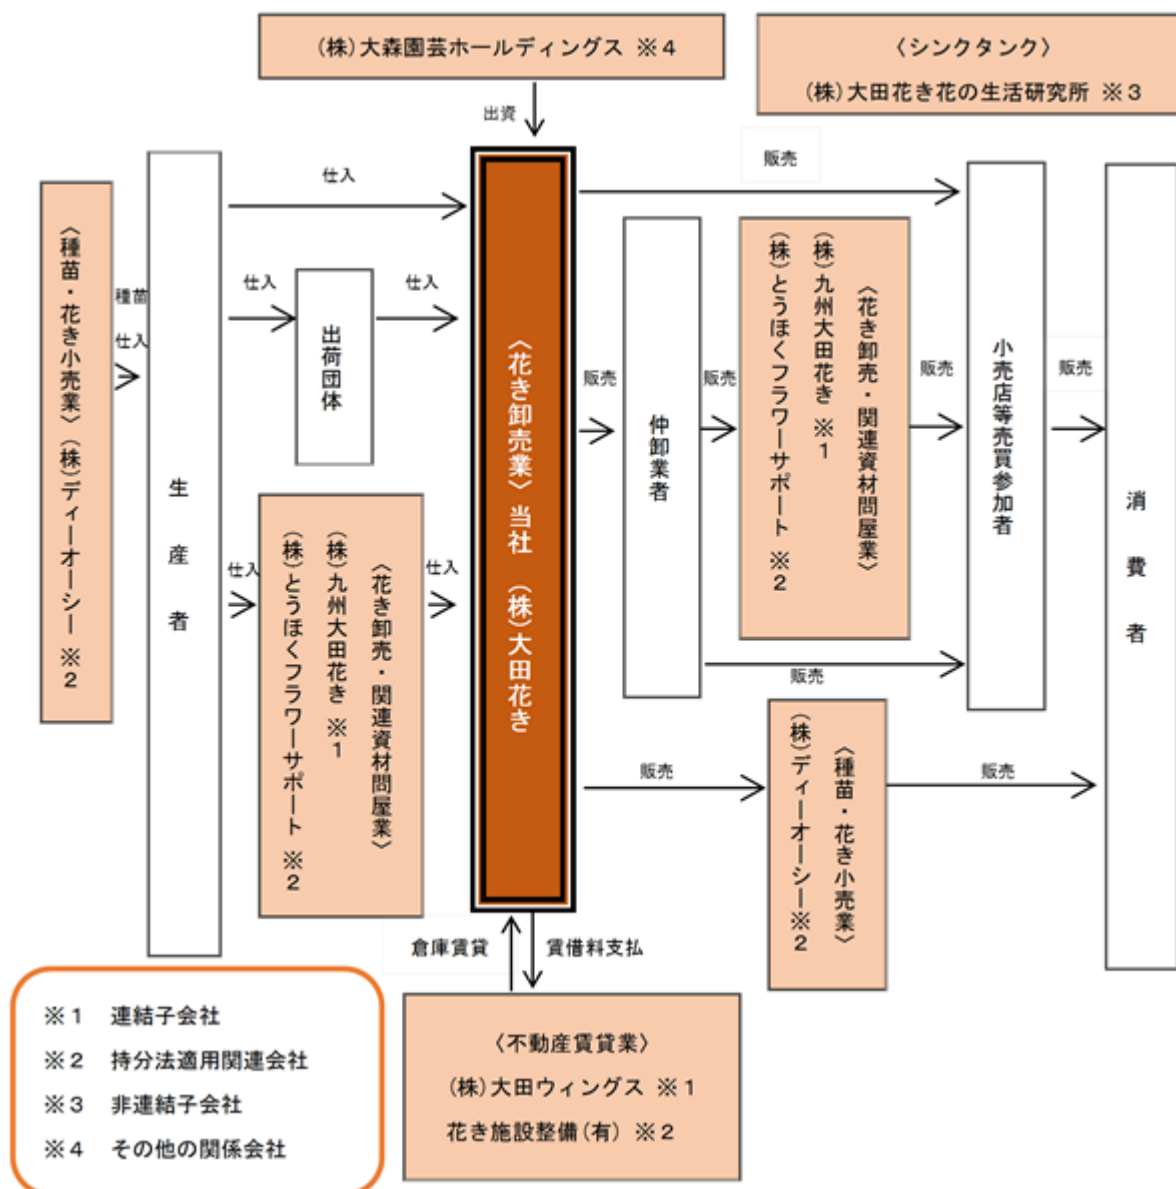 (株)大森園芸ホールディングス ※4
〈シンクタンク〉
(株)大田花き花の生活研究所 ※3
出資
〈種苗・花き小売業〉(株)ディーオーシー ※2
種苗
仕入
生産者
仕入
仕入
出荷団体
仕入
仕入
〈花き卸売・関連資材問屋業〉
(株)九州大田花き ※1
(株)とうほくフラワーサポート ※2
仕入
〈花き卸売業〉当社 (株)大田花き
販売
販売
仲卸業者
販売
〈花き卸売・関連資材問屋業〉
(株)九州大田花き ※1
(株)とうほくフラワーサポート ※2
販売
販売
小売店等売買参加者
販売
販売
〈種苗・花き小売業〉
(株)ディーオーシー※2
販売
消費者
倉庫賃貸
賃借料支払
〈不動産賃貸業〉
(株)大田ウィングス ※1
花き施設整備(有) ※2
※1 連結子会社
※2 持分法適用関連会社
※3 非連結子会社
※4 その他の関係会社